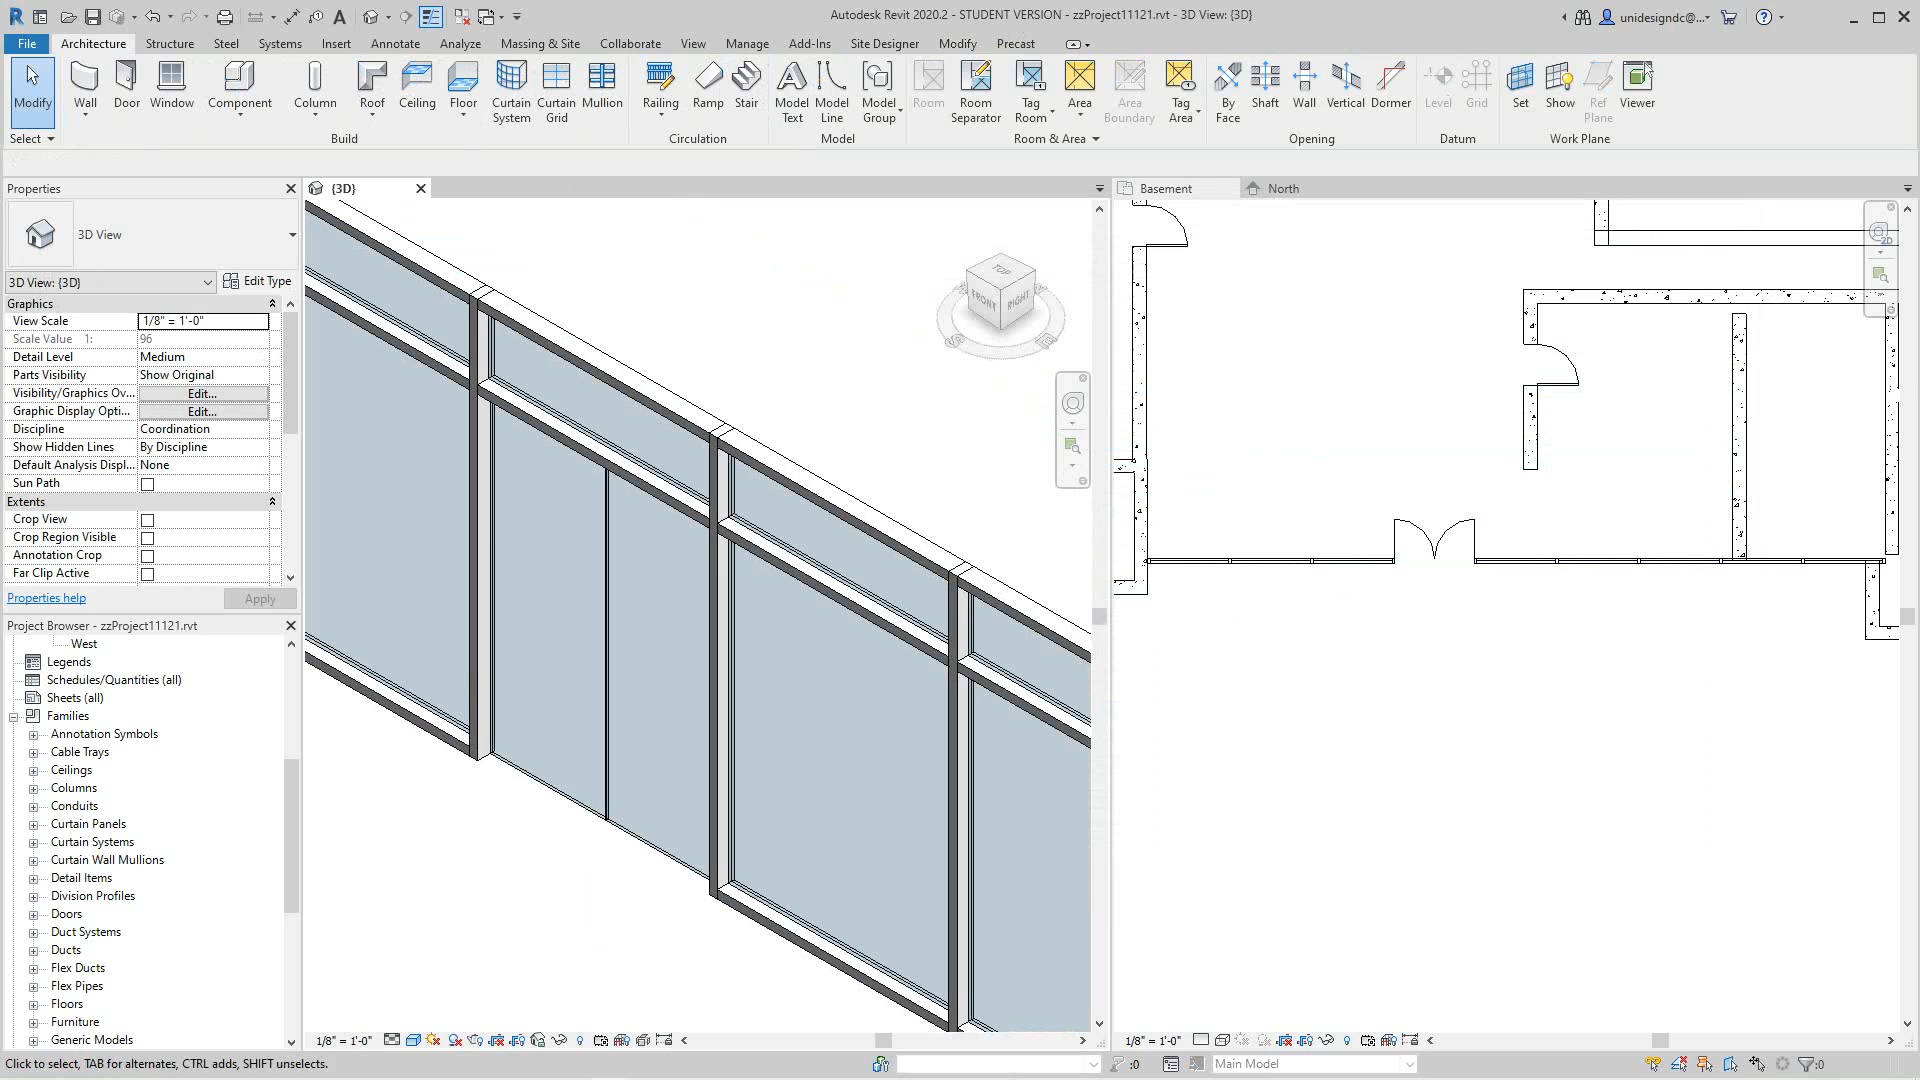 Autodesk Revit 2020.2 - STUDENT VERSION - zzProject11121.rvt - 3D View: {3D}
unidesigndc@...
File Architecture Structure Steel Systems Insert Annotate Analyze Massing & Site Collaborate View Manage Add-Ins Site Designer Modify Precast
Modify Wall Door Window Component Column Roof Ceiling Floor Curtain System Curtain Grid Mullion Railing Ramp Stair Model Text Model Line Model Group Room Room Separator Tag Room Area Area Boundary Tag Area By Face Shaft Wall Vertical Dormer Level Grid Set Show Ref Plane Viewer
Select Build Circulation Model Room & Area Opening Datum Work Plane
Properties
{3D}
Basement
North
3D View
3D View: {3D}
Edit Type
Graphics
View Scale 1/8" = 1'-0"
Scale Value 1: 96
Detail Level Medium
Parts Visibility Show Original
Visibility/Graphics Ov... Edit...
Graphic Display Opti... Edit...
Discipline Coordination
Show Hidden Lines By Discipline
Default Analysis Displ... None
Sun Path
Extents
Crop View
Crop Region Visible
Annotation Crop
Far Clip Active
Properties help
Apply
TOP
FRONT
RIGHT
2D
Project Browser - zzProject11121.rvt
West
Legends
Schedules/Quantities (all)
Sheets (all)
Families
Annotation Symbols
Cable Trays
Ceilings
Columns
Conduits
Curtain Panels
Curtain Systems
Curtain Wall Mullions
Detail Items
Division Profiles
Doors
Duct Systems
Ducts
Flex Ducts
Flex Pipes
Floors
Furniture
Generic Models
1/8" = 1'-0"
1/8" = 1'-0"
Click to select, TAB for alternates, CTRL adds, SHIFT unselects.
:0
Main Model
:0